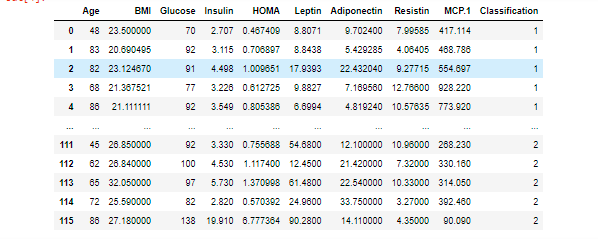 Age BMI Glucose Insulin HOMA Leptin Adiponectin Resistin MCP.1 Classification
0 48 23.500000 70 2.707 0.467409 8.8071 9.702400 7.99585 417.114 1
1 83 20.690495 92 3.115 0.706897 8.8438 5.429285 4.06405 468.786 1
2 82 23.124670 91 4.498 1.009651 17.9393 22.432040 9.27715 554.697 1
3 68 21.367521 77 3.226 0.612725 9.8827 7.169560 12.76600 928.220 1
4 86 21.111111 92 3.549 0.805386 6.6994 4.819240 10.57635 773.920 1
... ... ... ... ... ... ... ... ... ... ...
111 45 26.850000 92 3.330 0.755688 54.6800 12.100000 10.96000 268.230 2
112 62 26.840000 100 4.530 1.117400 12.4500 21.420000 7.32000 330.160 2
113 65 32.050000 97 5.730 1.370998 61.4800 22.540000 10.33000 314.050 2
114 72 25.590000 82 2.820 0.570392 24.9600 33.750000 3.27000 392.460 2
115 86 27.180000 138 19.910 6.777364 90.2800 14.110000 4.35000 90.090 2